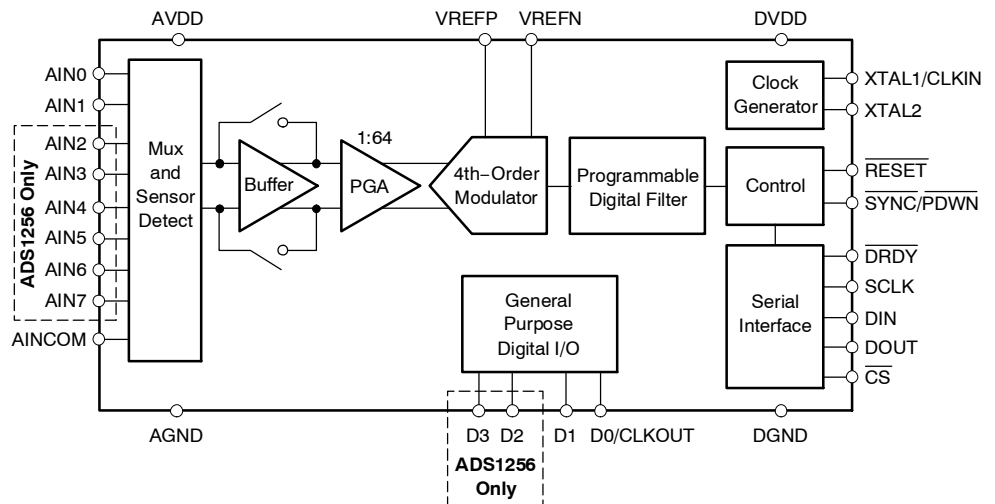 AVDD
VREFP
VREFN
DVDD
AIN0
AIN1
AIN2
AIN3
AIN4
AIN5
AIN6
AIN7
AINCOM
ADS1256 Only
Mux
and
Sensor
Detect
Buffer
1:64
PGA
4th−Order
Modulator
Programmable
Digital Filter
Clock
Generator
XTAL1/CLKIN
XTAL2
Control
RESET
SYNC/PDWN
Serial
Interface
DRDY
SCLK
DIN
DOUT
CS
General
Purpose
Digital I/O
AGND
D3
D2
D1
D0/CLKOUT
DGND
ADS1256
Only